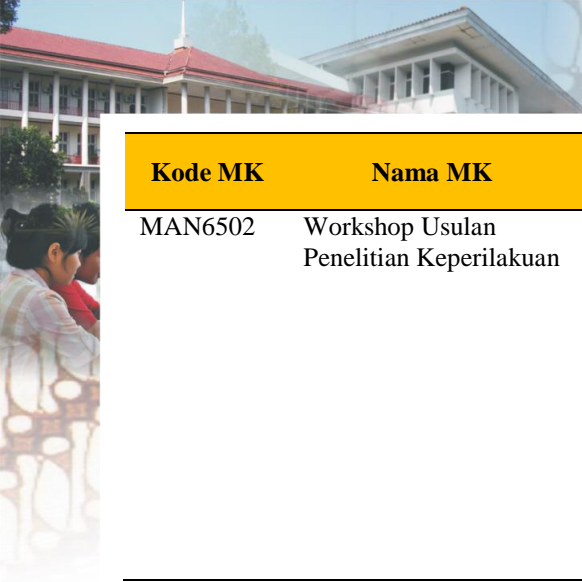 Kode MK Nama MK
MAN6502 Workshop Usulan
Penelitian Keperilakuan